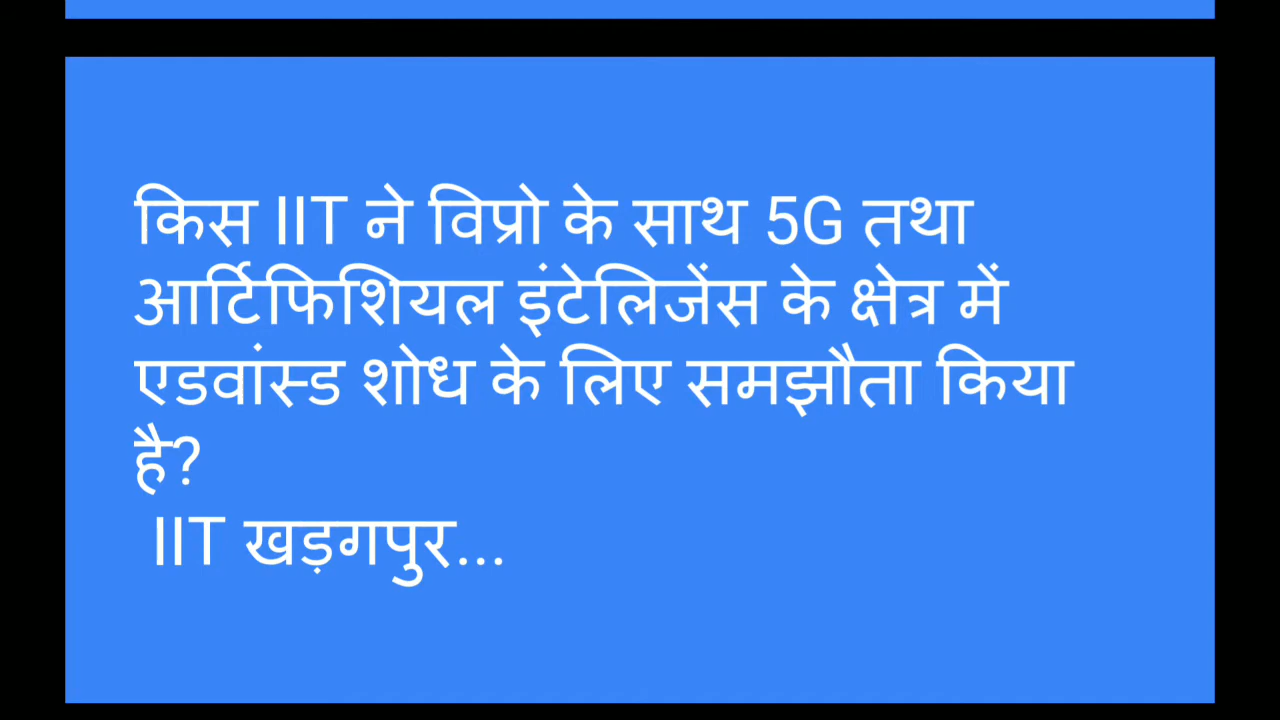 किस IIT ने विप्रो के साथ 5G तथा
आर्टिफिशियल इंटेलिजेंस के क्षेत्र में
एडवांस्ड शोध के लिए समझौता किया
है?
IIT खड़गपुर...